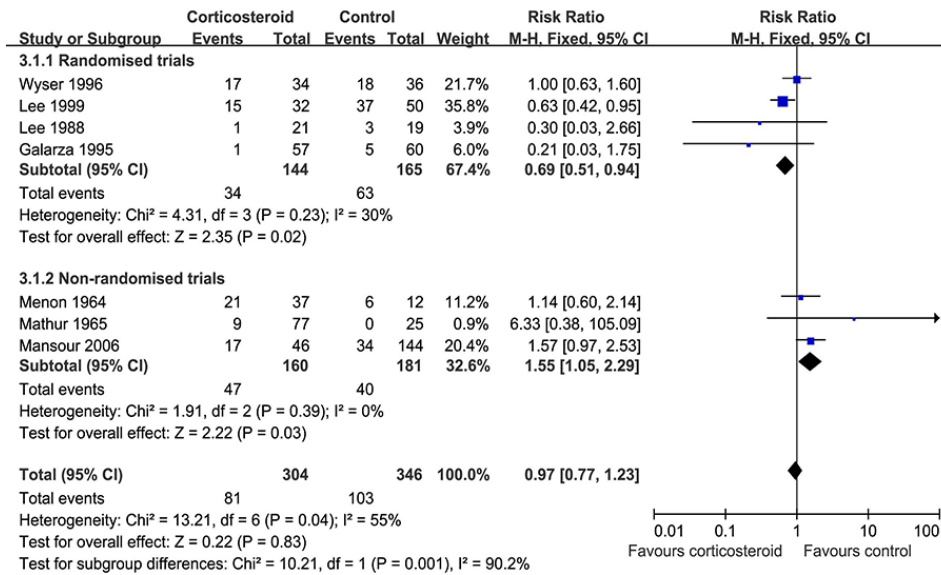 Corticosteroid Control Risk Ratio Risk Ratio
Study or Subgroup Events Total Events Total Weight M-H, Fixed, 95% CI M-H, Fixed, 95% CI
3.1.1 Randomised trials
Wyser 1996 17 34 18 36 21.7% 1.00 [0.63, 1.60]
Lee 1999 15 32 37 50 35.8% 0.63 [0.42, 0.95]
Lee 1988 1 21 3 19 3.9% 0.30 [0.03, 2.66]
Galarza 1995 1 57 5 60 6.0% 0.21 [0.03, 1.75]
Subtotal (95% CI) 144 165 67.4% 0.69 [0.51, 0.94]
Total events 34 63
Heterogeneity: Chi² = 4.31, df = 3 (P = 0.23); I² = 30%
Test for overall effect: Z = 2.35 (P = 0.02)
3.1.2 Non-randomised trials
Menon 1964 21 37 6 12 11.2% 1.14 [0.60, 2.14]
Mathur 1965 9 77 0 25 0.9% 6.33 [0.38, 105.09]
Mansour 2006 17 46 34 144 20.4% 1.57 [0.97, 2.53]
Subtotal (95% CI) 160 181 32.6% 1.55 [1.05, 2.29]
Total events 47 40
Heterogeneity: Chi² = 1.91, df = 2 (P = 0.39); I² = 0%
Test for overall effect: Z = 2.22 (P = 0.03)
Total (95% CI) 304 346 100.0% 0.97 [0.77, 1.23]
Total events 81 103
Heterogeneity: Chi² = 13.21, df = 6 (P = 0.04); I² = 55%
Test for overall effect: Z = 0.22 (P = 0.83)
Test for subgroup differences: Chi² = 10.21, df = 1 (P = 0.001), I² = 90.2%
0.01 0.1 1 10 100
Favours corticosteroid Favours control